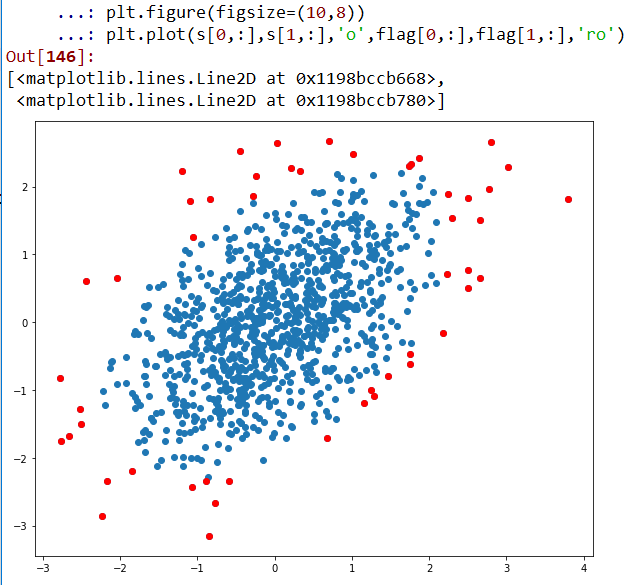 ...: plt.figure(figsize=(10,8))
...: plt.plot(s[0,:],s[1,:],'o',flag[0,:],flag[1,:],'ro')
Out[146]:
[<matplotlib.lines.Line2D at 0x1198bccb668>,
<matplotlib.lines.Line2D at 0x1198bccb780>]
2
1
0
−1
−2
−3
−3 −2 −1 0 1 2 3 4